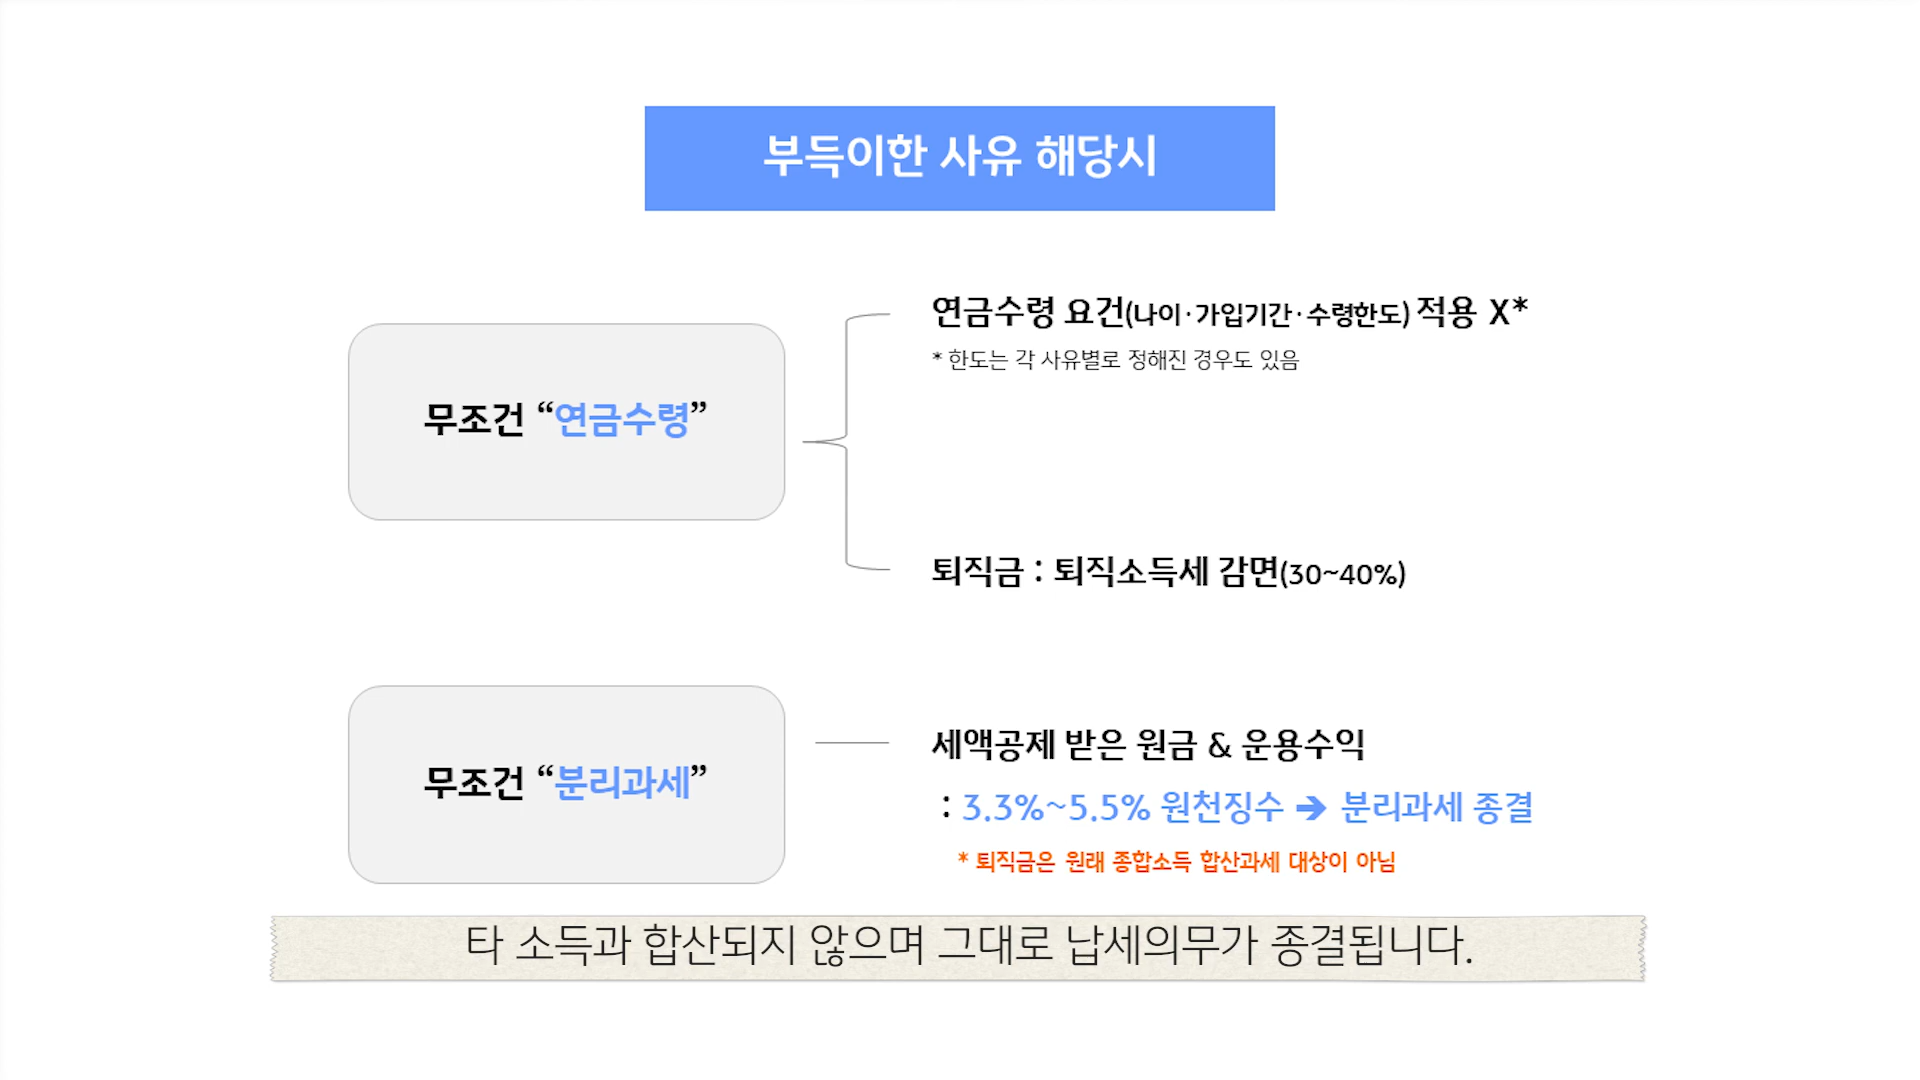 부득이한 사유 해당시
무조건 “연금수령”
연금수령 요건(나이·가입기간·수령한도) 적용 X*
* 한도는 각 사유별로 정해진 경우도 있음
퇴직금 : 퇴직소득세 감면(30~40%)
무조건 “분리과세”
세액공제 받은 원금 & 운용수익
: 3.3%~5.5% 원천징수 ➔ 분리과세 종결
* 퇴직금은 원래 종합소득 합산과세 대상이 아님
타 소득과 합산되지 않으며 그대로 납세의무가 종결됩니다.